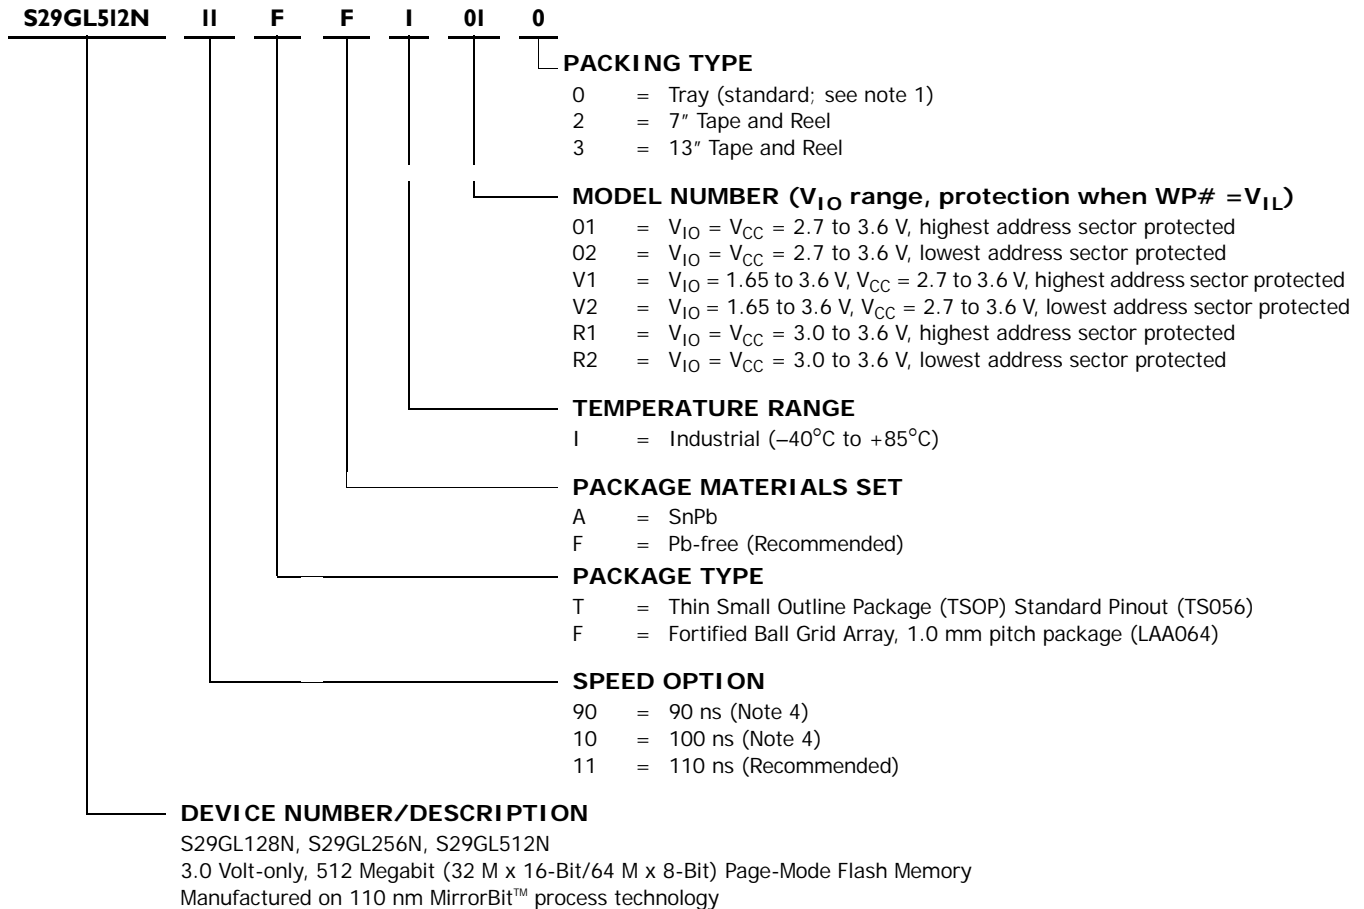 S29GL512N 11 F F I 01 0
PACKING TYPE
0 = Tray (standard; see note 1)
2 = 7″ Tape and Reel
3 = 13″ Tape and Reel
MODEL NUMBER (VIO range, protection when WP# =VIL)
01 = VIO = VCC = 2.7 to 3.6 V, highest address sector protected
02 = VIO = VCC = 2.7 to 3.6 V, lowest address sector protected
V1 = VIO = 1.65 to 3.6 V, VCC = 2.7 to 3.6 V, highest address sector protected
V2 = VIO = 1.65 to 3.6 V, VCC = 2.7 to 3.6 V, lowest address sector protected
R1 = VIO = VCC = 3.0 to 3.6 V, highest address sector protected
R2 = VIO = VCC = 3.0 to 3.6 V, lowest address sector protected
TEMPERATURE RANGE
I = Industrial (–40°C to +85°C)
PACKAGE MATERIALS SET
A = SnPb
F = Pb-free (Recommended)
PACKAGE TYPE
T = Thin Small Outline Package (TSOP) Standard Pinout (TS056)
F = Fortified Ball Grid Array, 1.0 mm pitch package (LAA064)
SPEED OPTION
90 = 90 ns (Note 4)
10 = 100 ns (Note 4)
11 = 110 ns (Recommended)
DEVICE NUMBER/DESCRIPTION
S29GL128N, S29GL256N, S29GL512N
3.0 Volt-only, 512 Megabit (32 M x 16-Bit/64 M x 8-Bit) Page-Mode Flash Memory
Manufactured on 110 nm MirrorBit™ process technology